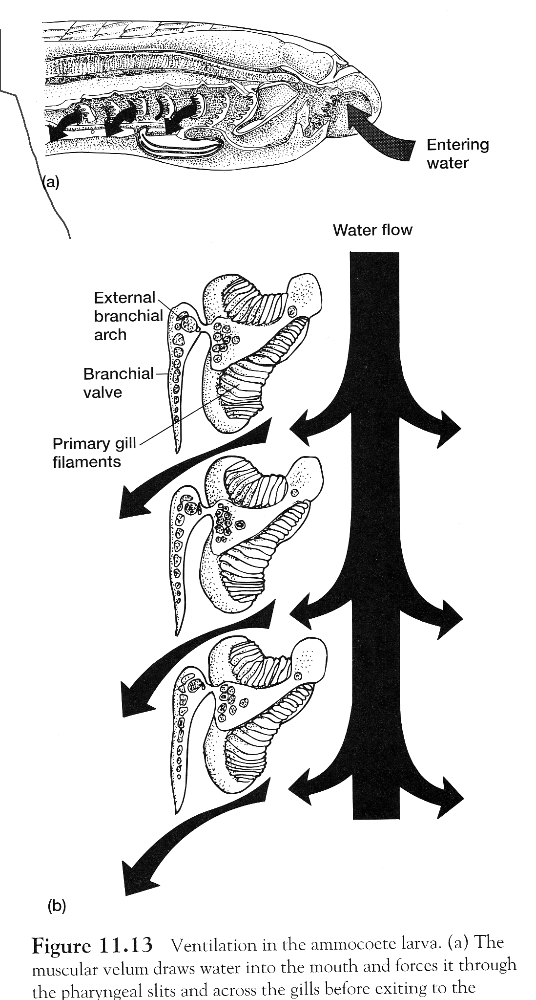 Entering
water
(a)
Water flow
External
branchial
arch
Branchial
valve
Primary gill
filaments
(b)
Figure 11.13 Ventilation in the ammocoete larva. (a) The
muscular velum draws water into the mouth and forces it through
the pharyngeal slits and across the gills before exiting to the